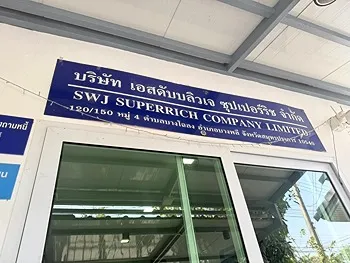 บริษัท เอสดับบลิวเจ ซุปเปอร์ริช จำกัด
SWJ SUPERRICH COMPANY LIMITED
120/150 หมู่ 4 ตำบลบางโฉลง อำเภอบางพลี จังหวัดสมุทรปราการ 10540